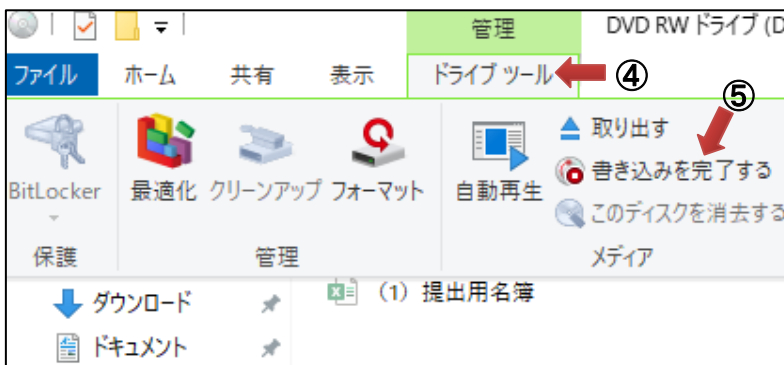 管理 DVD RW ドライブ (D
ファイル ホーム 共有 表示 ドライブ ツール ④
⑤
BitLocker 最適化 クリーンアップ フォーマット 自動再生 取り出す
書き込みを完了する
このディスクを消去する
保護 管理 メディア
ダウンロード (1) 提出用名簿
ドキュメント